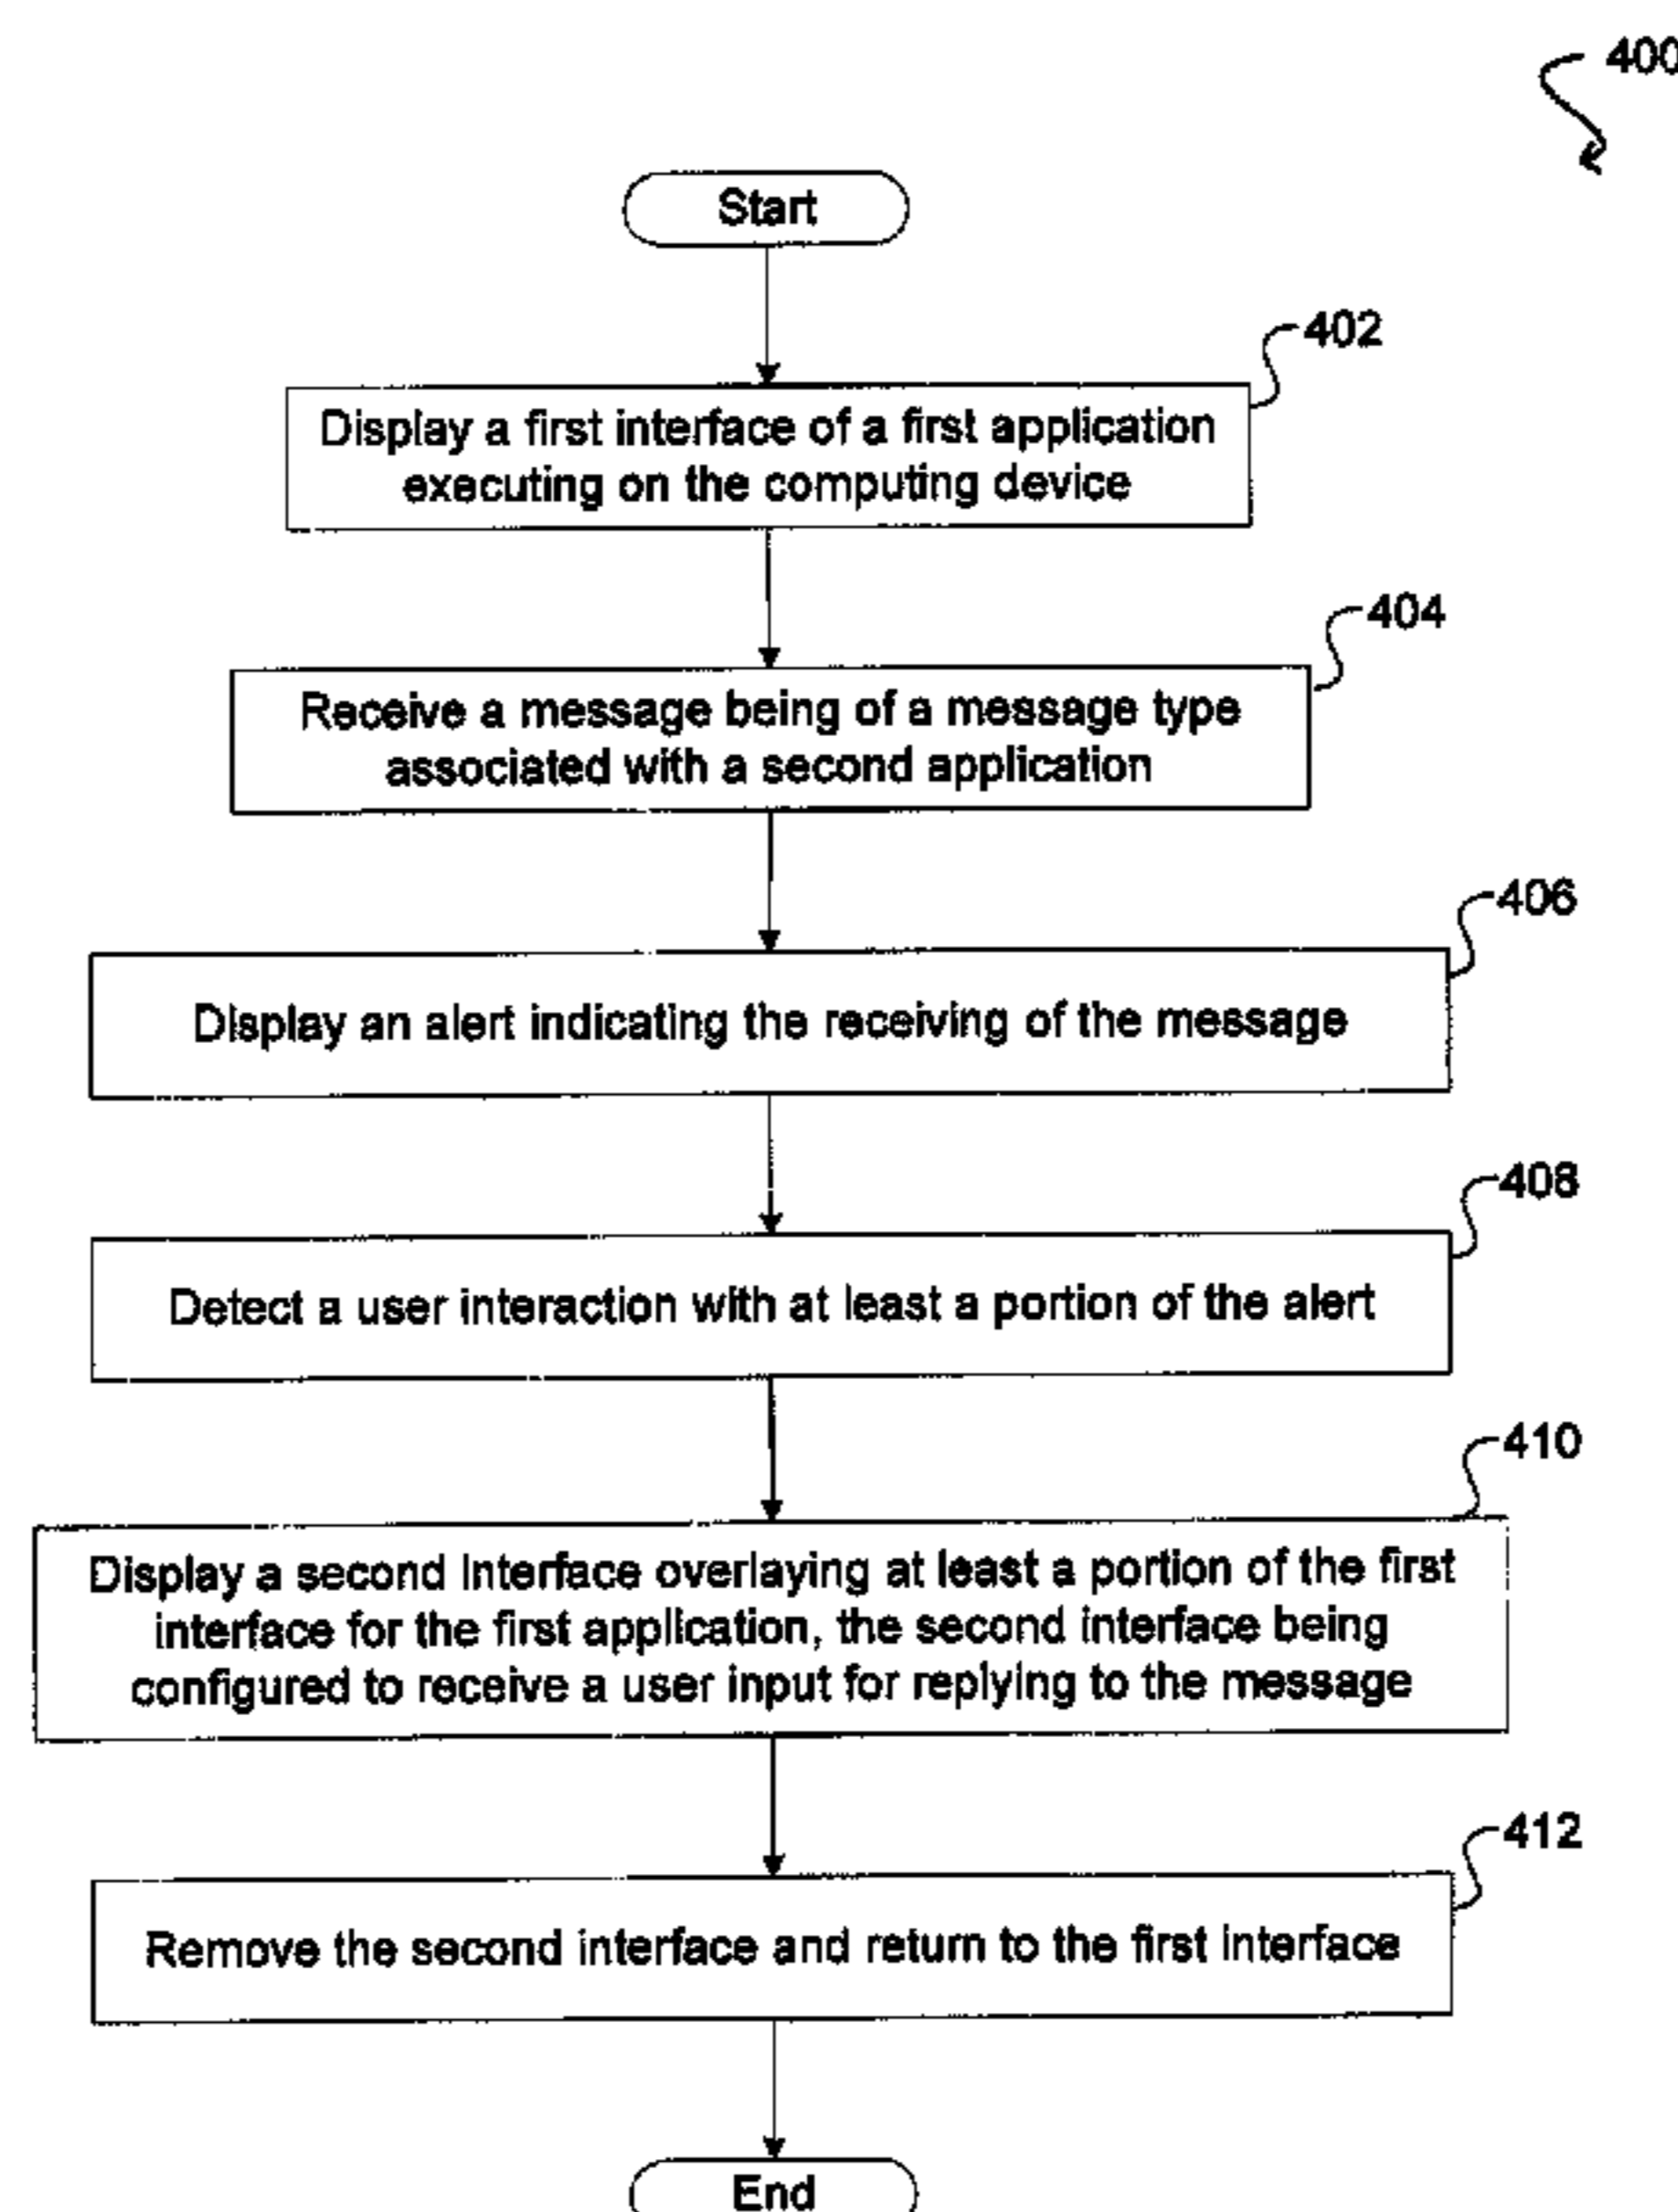 400
Start
402
Display a first interface of a first application
executing on the computing device
404
Receive a message being of a message type
associated with a second application
406
Display an alert indicating the receiving of the message
408
Detect a user interaction with at least a portion of the alert
410
Display a second interface overlaying at least a portion of the first
interface for the first application, the second interface being
configured to receive a user input for replying to the message
412
Remove the second interface and return to the first interface
End